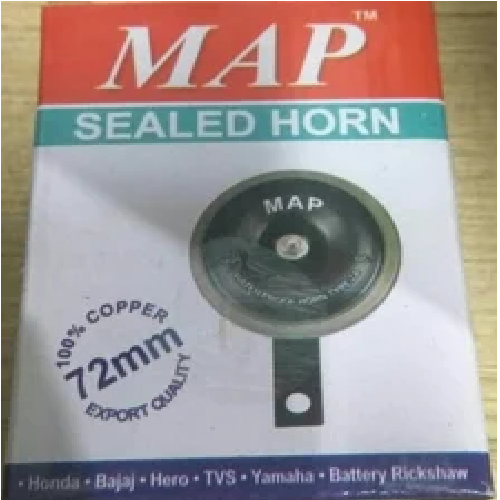 MAP™
SEALED HORN
MAP
100% COPPER
72mm
EXPORT QUALITY
• Honda • Bajaj • Hero • TVS • Yamaha • Battery Rickshaw